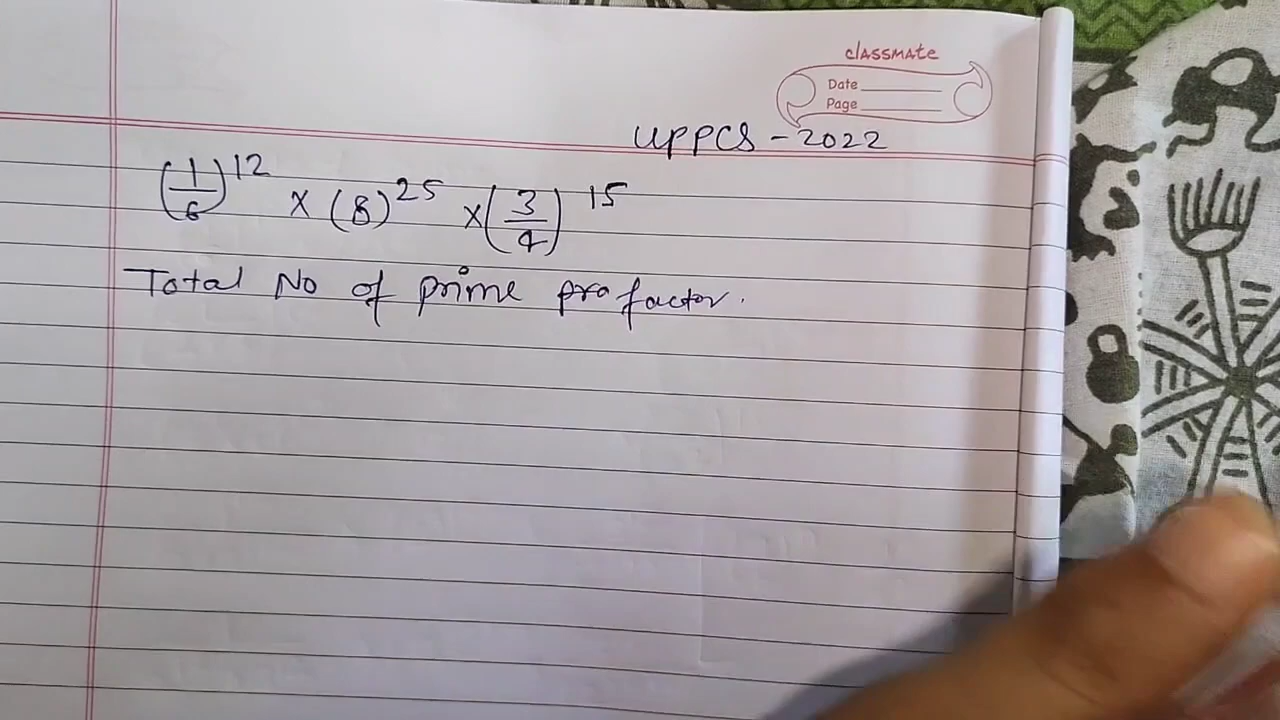 classmate
Date
Page
UPPCS - 2022
(1/6)^12 × (8)^25 × (3/4)^15
Total No of prime pro factor.